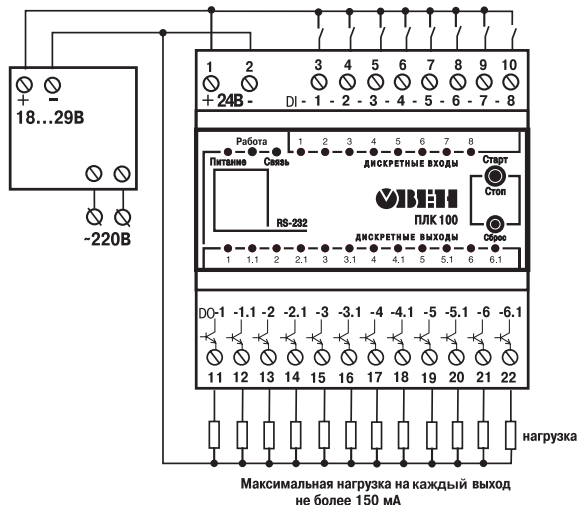 1 2 3 4 5 6 7 8 9 10
+ -
18...29В
+ 24В - DI - 1 - 2 - 3 - 4 - 5 - 6 - 7 - 8
Работа
Питание Связь
1 2 3 4 5 6 7 8
ДИСКРЕТНЫЕ ВХОДЫ
Старт
Стоп
ОВЕН
ПЛК 100
RS-232
ДИСКРЕТНЫЕ ВЫХОДЫ
Сброс
~220В
1 1.1 2 2.1 3 3.1 4 4.1 5 5.1 6 6.1
DO-1 -1.1 -2 -2.1 -3 -3.1 -4 -4.1 -5 -5.1 -6 -6.1
11 12 13 14 15 16 17 18 19 20 21 22
нагрузка
Максимальная нагрузка на каждый выход
не более 150 мА